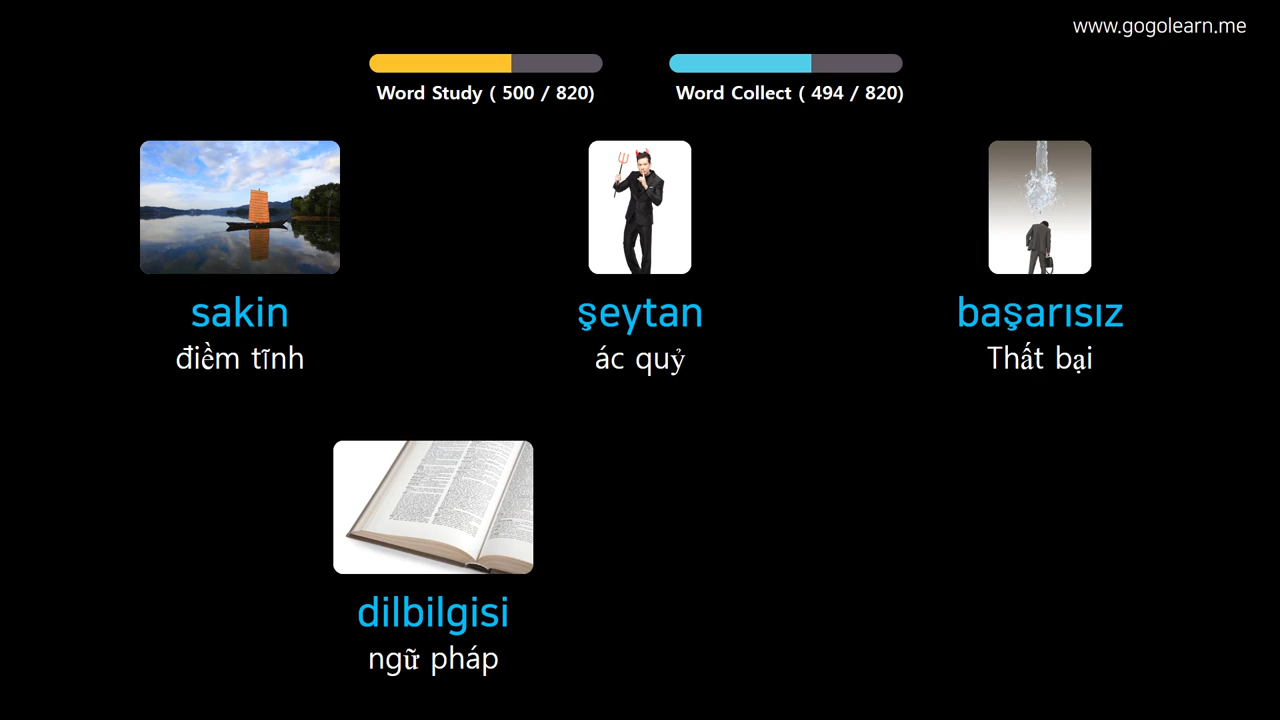 www.gogolearn.me
Word Study ( 500 / 820)
Word Collect ( 494 / 820)
sakin
điềm tĩnh
şeytan
ác quỷ
başarısız
Thất bại
dilbilgisi
ngữ pháp